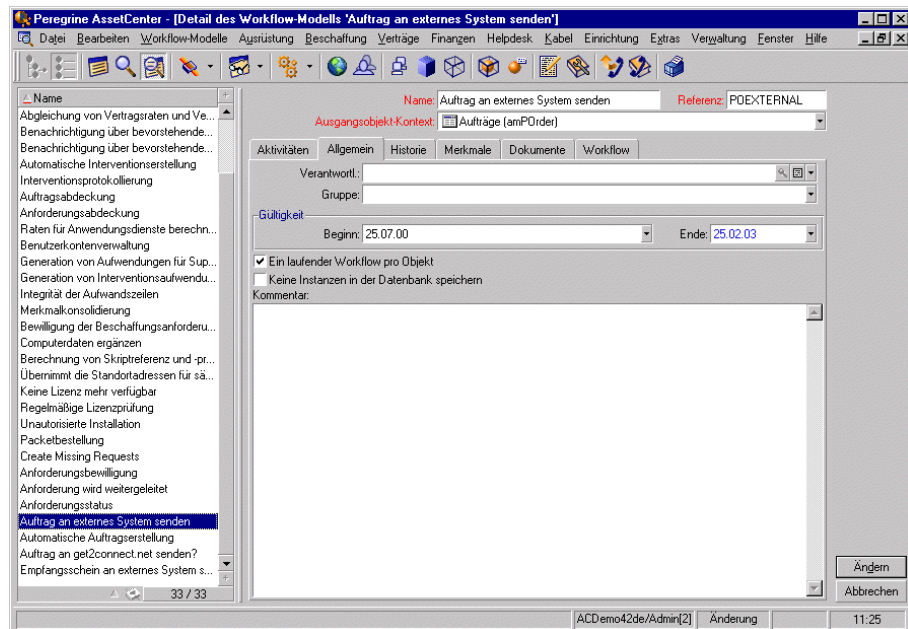 Peregrine AssetCenter - [Detail des Workflow-Modells 'Auftrag an externes System senden']
Datei Bearbeiten Workflow-Modelle Ausrüstung Beschaffung Verträge Finanzen Helpdesk Kabel Einrichtung Extras Verwaltung Fenster Hilfe
Name
Abgleichung von Vertragsraten und Ve...
Benachrichtigung über bevorstehende...
Benachrichtigung über bevorstehende...
Automatische Interventionserstellung
Interventionsprotokollierung
Auftragsabdeckung
Anforderungsabdeckung
Raten für Anwendungsdienste berechn...
Benutzerkontenverwaltung
Generation von Aufwendungen für Sup...
Generation von Interventionsaufwendu...
Integrität der Aufwandszeilen
Merkmalkonsolidierung
Bewilligung der Beschaffungsanforderu...
Computerdaten ergänzen
Berechnung von Skriptreferenz und -pr...
Übernimmt die Standortadressen für sä...
Keine Lizenz mehr verfügbar
Regelmäßige Lizenzprüfung
Unautorisierte Installation
Packetbestellung
Create Missing Requests
Anforderungsbewilligung
Anforderung wird weitergeleitet
Anforderungsstatus
Auftrag an externes System senden
Automatische Auftragserstellung
Auftrag an get2connect.net senden?
Empfangsschein an externes System s...
33 / 33
Name: Auftrag an externes System senden Referenz: POEXTERNAL
Ausgangsobjekt-Kontext: Aufträge (amPOrder)
Aktivitäten Allgemein Historie Merkmale Dokumente Workflow
Verantwortl.:
Gruppe:
Gültigkeit
Beginn: 25.07.00 Ende: 25.02.03
Ein laufender Workflow pro Objekt
Keine Instanzen in der Datenbank speichern
Kommentar:
Ändern
Abbrechen
ACDemo42de/Admin[2] Änderung 11:25